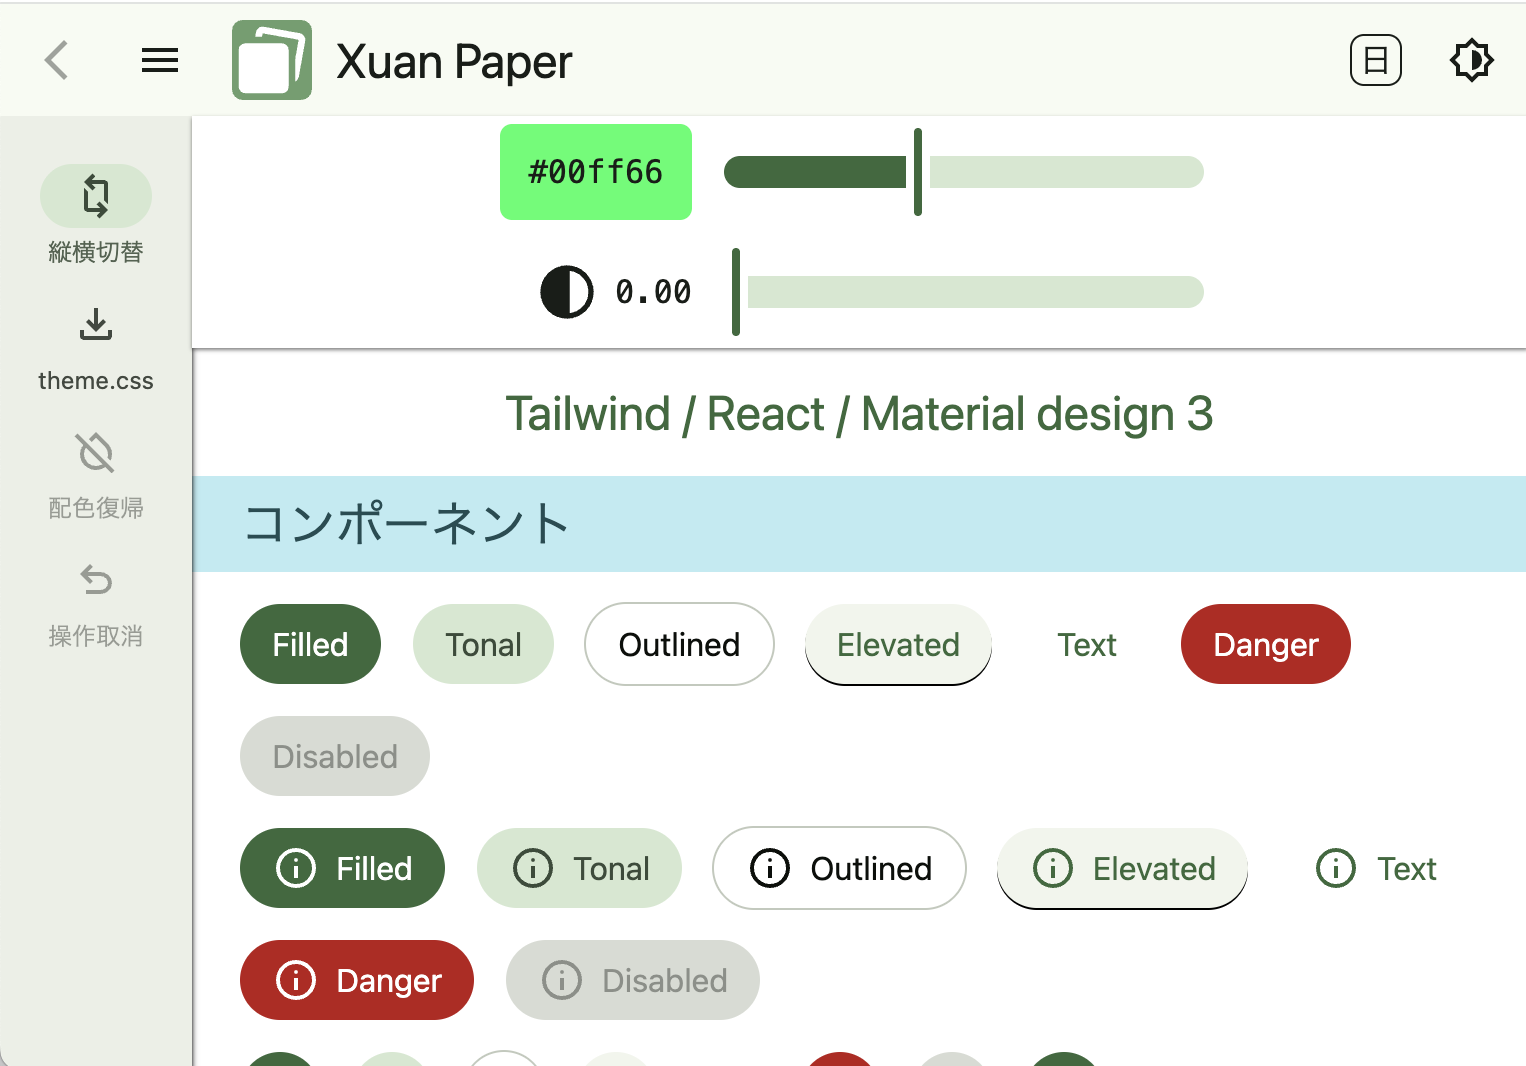 Xuan Paper
日
縦横切替
theme.css
配色復帰
操作取消
#00ff66
0.00
Tailwind / React / Material design 3
コンポーネント
Filled Tonal Outlined Elevated Text Danger
Disabled
Filled Tonal Outlined Elevated Text
Danger Disabled